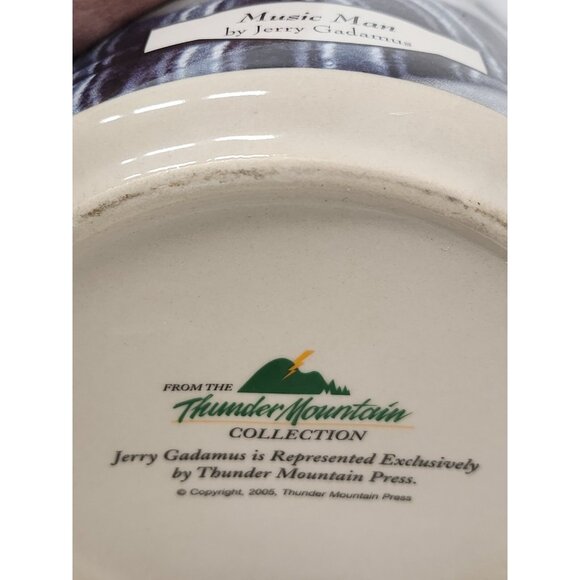 Music Man
by Jerry Gadamus
FROM THE
Thunder Mountain
COLLECTION
Jerry Gadamus is Represented Exclusively
by Thunder Mountain Press.
© Copyright, 2005, Thunder Mountain Press